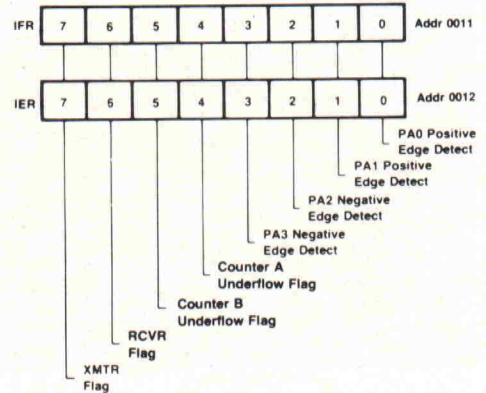 IFR 7 6 5 4 3 2 1 0 Addr 0011
IER 7 6 5 4 3 2 1 0 Addr 0012
PA0 Positive
Edge Detect
PA1 Positive
Edge Detect
PA2 Negative
Edge Detect
PA3 Negative
Edge Detect
Counter A
Underflow Flag
Counter B
Underflow Flag
RCVR
Flag
XMTR
Flag